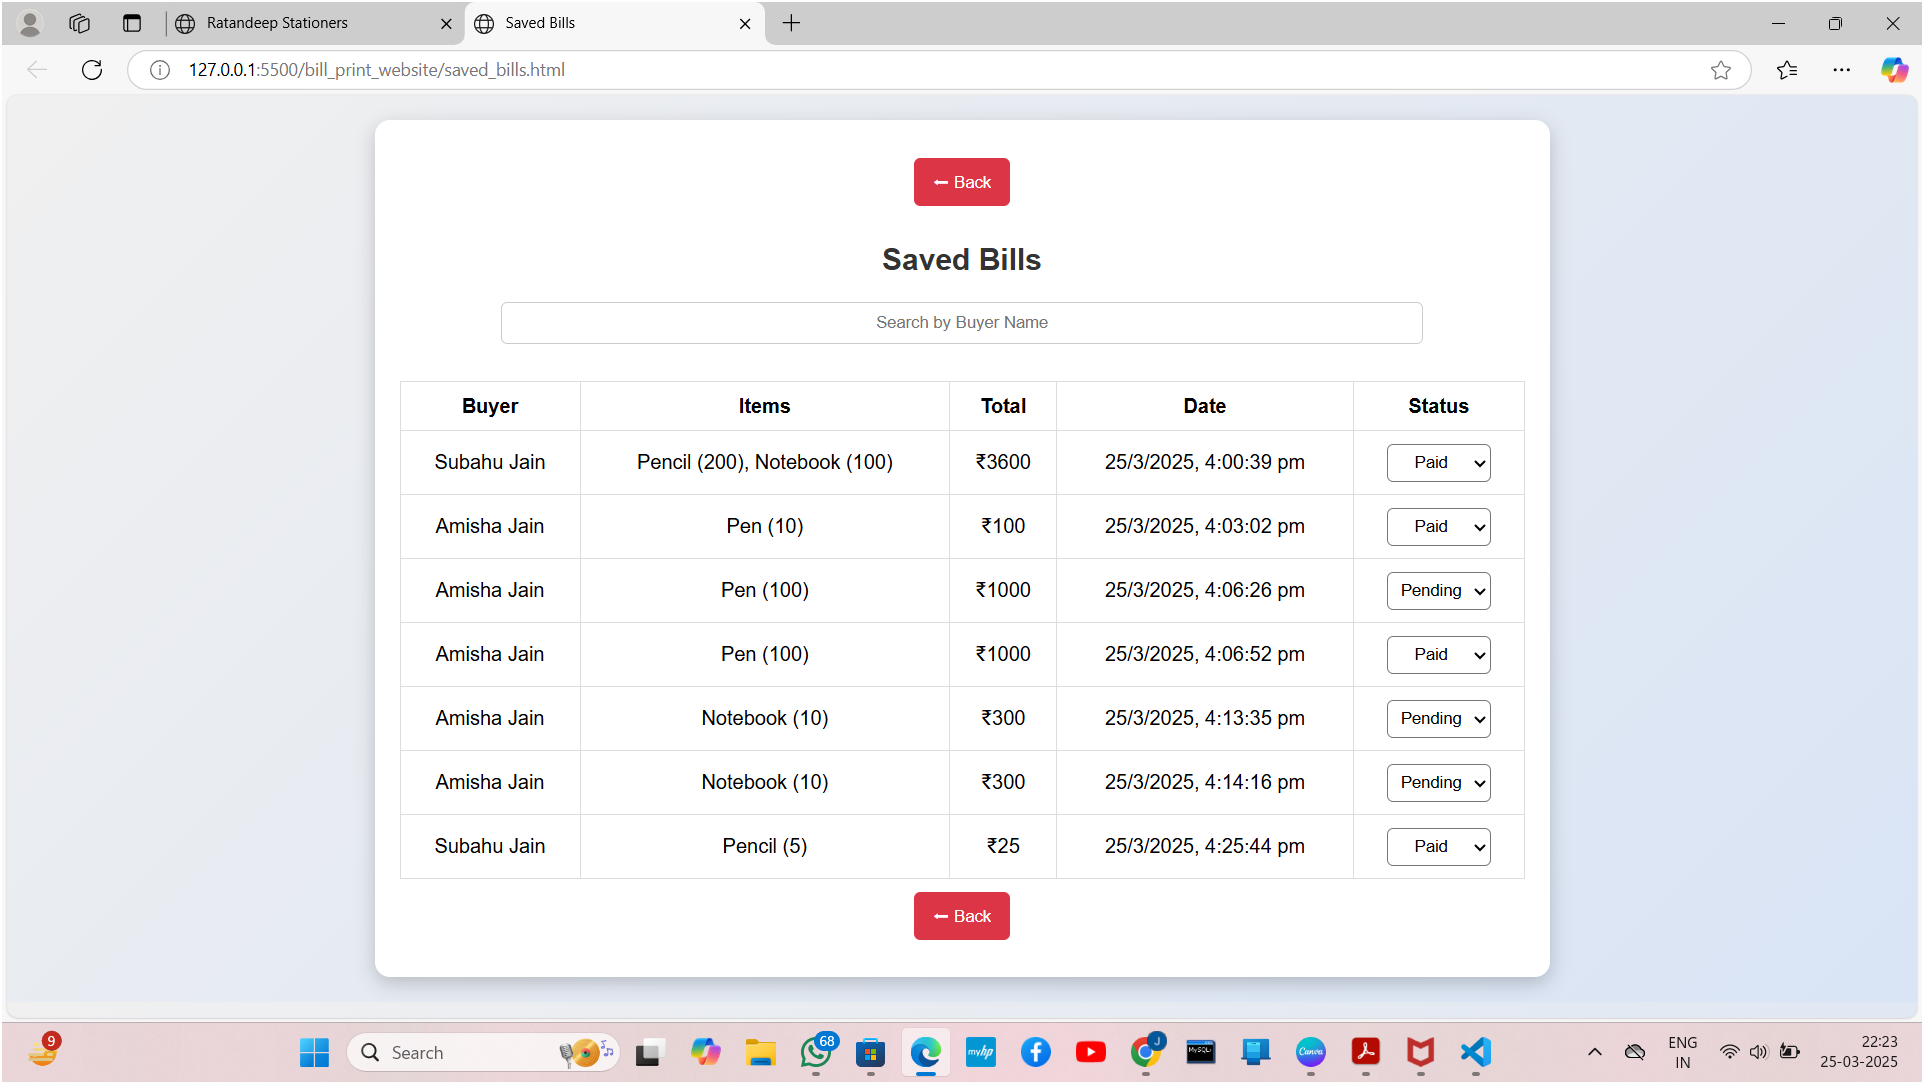 Ratandeep Stationers
Saved Bills
127.0.0.1:5500/bill_print_website/saved_bills.html
← Back
Saved Bills
Search by Buyer Name
Buyer Items Total Date Status
Subahu Jain Pencil (200), Notebook (100) ₹3600 25/3/2025, 4:00:39 pm Paid
Amisha Jain Pen (10) ₹100 25/3/2025, 4:03:02 pm Paid
Amisha Jain Pen (100) ₹1000 25/3/2025, 4:06:26 pm Pending
Amisha Jain Pen (100) ₹1000 25/3/2025, 4:06:52 pm Paid
Amisha Jain Notebook (10) ₹300 25/3/2025, 4:13:35 pm Pending
Amisha Jain Notebook (10) ₹300 25/3/2025, 4:14:16 pm Pending
Subahu Jain Pencil (5) ₹25 25/3/2025, 4:25:44 pm Paid
← Back
9
Search
68
myhp
J
MySQL
Canva
ENG
IN
22:23
25-03-2025